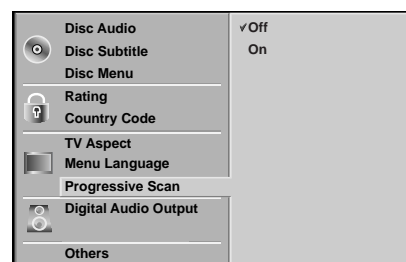 Disc Audio
Disc Subtitle
Disc Menu
Rating
Country Code
TV Aspect
Menu Language
Progressive Scan
Digital Audio Output
Others
✓Off
On